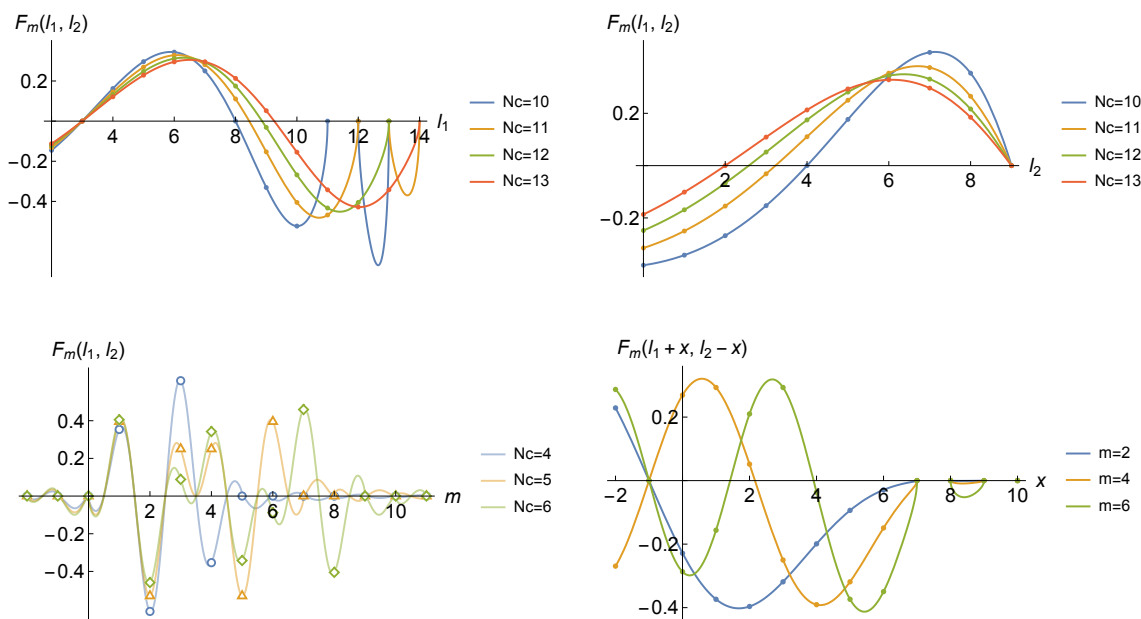 F_m(l_1, l_2)
0.2
-0.2
-0.4
4 6 8 10 12 14 l_1
Nc=10
Nc=11
Nc=12
Nc=13
F_m(l_1, l_2)
0.2
-0.2
2 4 6 8 l_2
Nc=10
Nc=11
Nc=12
Nc=13
F_m(l_1, l_2)
0.4
0.2
-0.2
-0.4
2 4 6 8 10 m
Nc=4
Nc=5
Nc=6
F_m(l_1 + x, l_2 - x)
0.2
-0.2
-0.4
-2 0 2 4 6 8 10 x
m=2
m=4
m=6